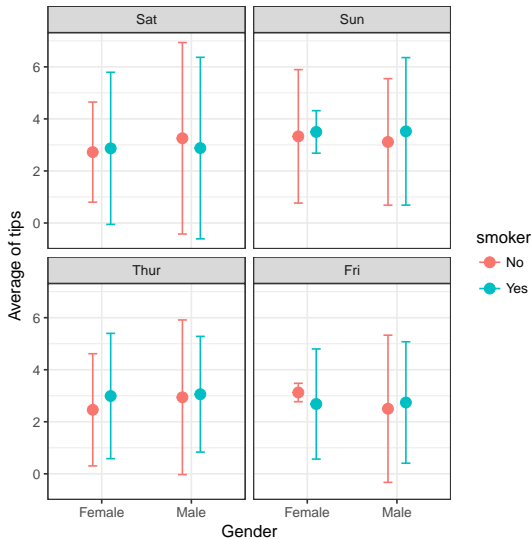 Sat
Sun
6
4
2
0
Thur
Fri
6
4
2
0
Female
Male
Female
Male
Gender
Average of tips
smoker
No
Yes